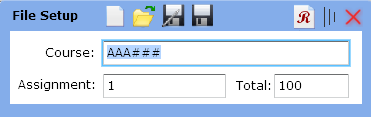 File Setup R
Course: AAA###
Assignment: 1 Total: 100